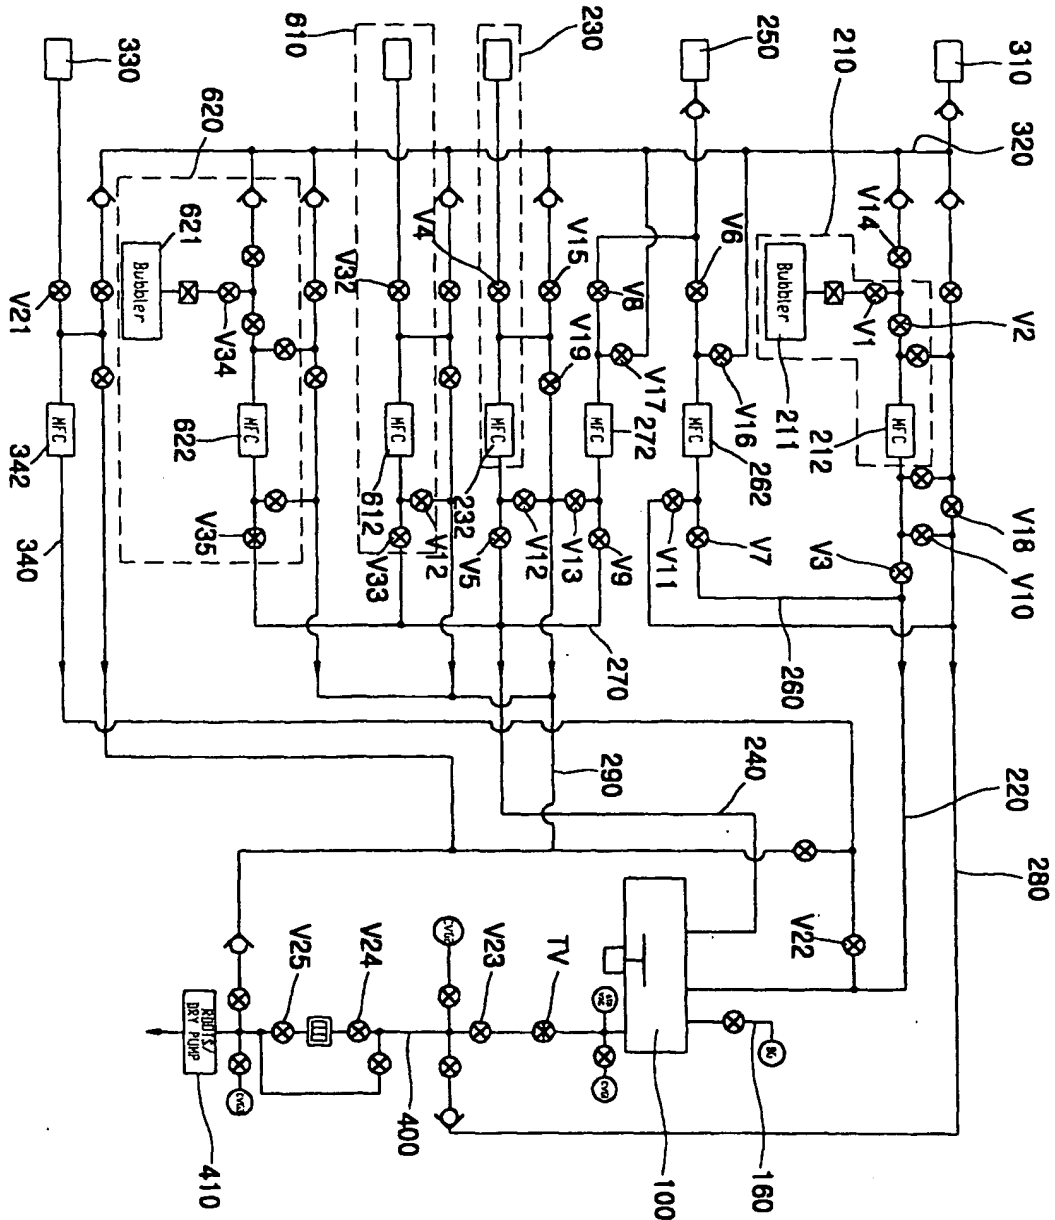 310
320
V2
V18
V10
220
280
210
V14
MFC
V1
V3
V22
212
Bubbler
211
260
240
BG
160
250
V6
V16
262
MFC
V7
V11
100
V8
V17
272
MFC
V9
270
290
230
V15
V19
V13
V12
TV
MFC
232
V5
V23
V4
V12
400
610
V32
MFC
612
V33
V24
V25
620
MFC
622
V34
V35
621
Bubbler
ROOTS/
DRY PUMP
410
330
V21
MFC
342
340